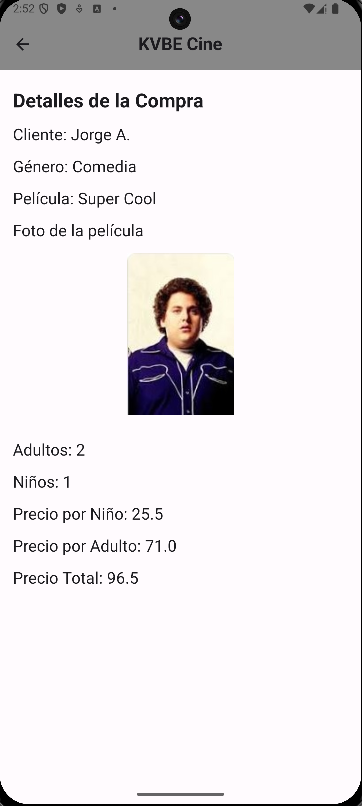 2:52
KVBE Cine
Detalles de la Compra
Cliente: Jorge A.
Género: Comedia
Película: Super Cool
Foto de la película
Adultos: 2
Niños: 1
Precio por Niño: 25.5
Precio por Adulto: 71.0
Precio Total: 96.5